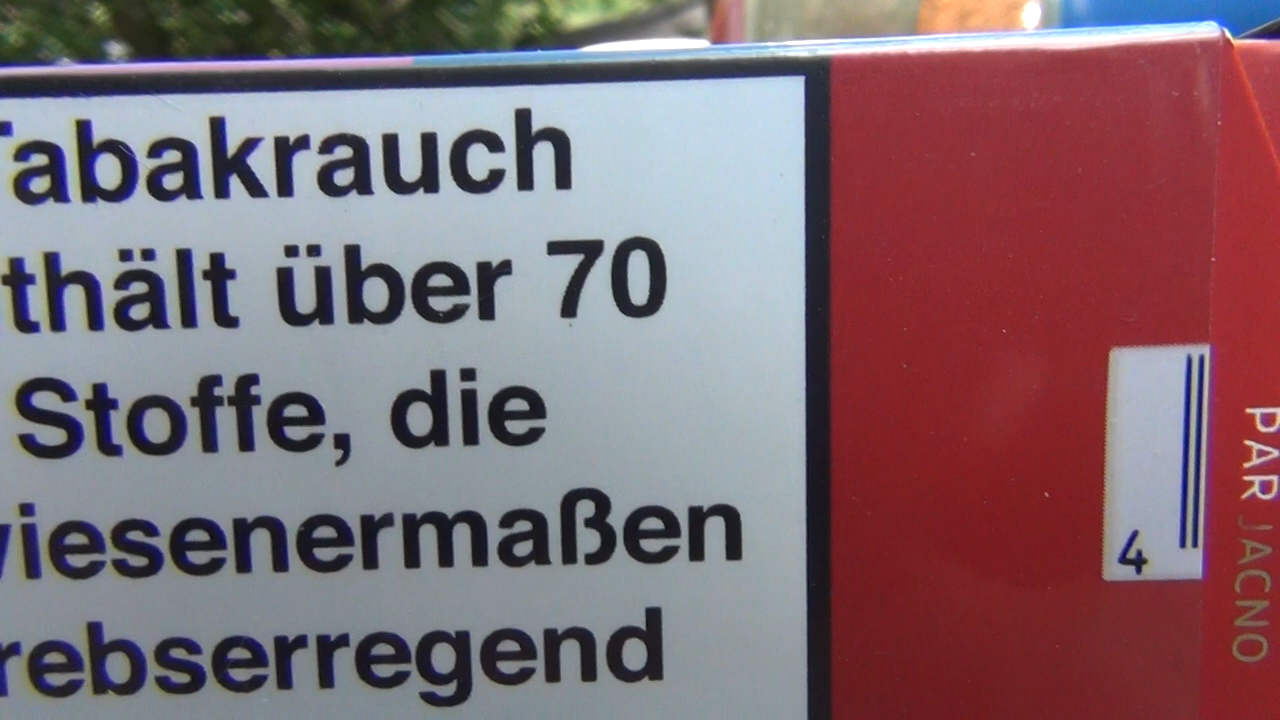 Tabakrauch
thält über 70
Stoffe, die
wiesenermaßen
rebserregend
4
PAR JACNO